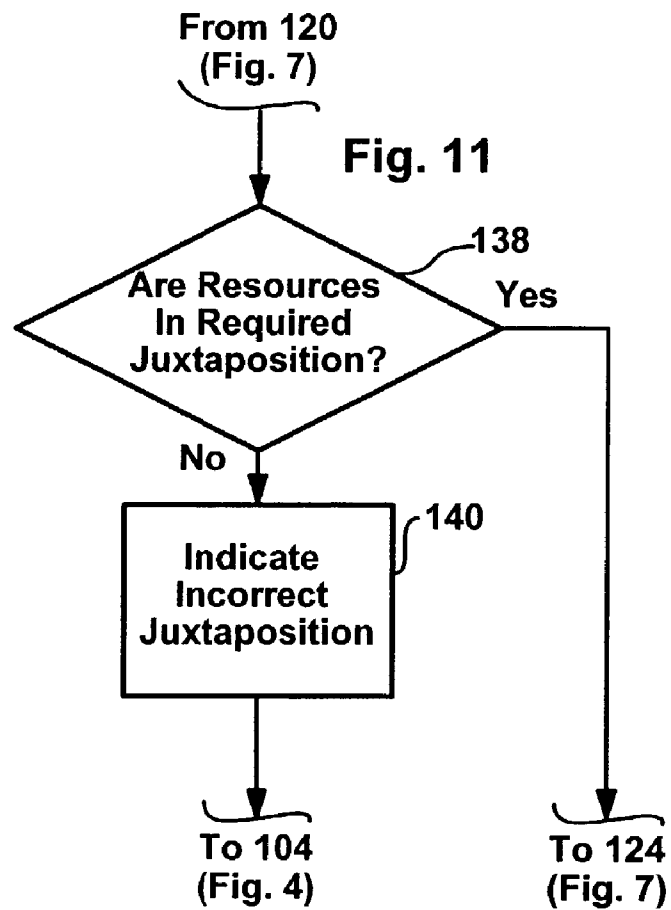 From 120
(Fig. 7)
Fig. 11
138
Are Resources
In Required
Juxtaposition?
Yes
No
140
Indicate
Incorrect
Juxtaposition
To 104
(Fig. 4)
To 124
(Fig. 7)